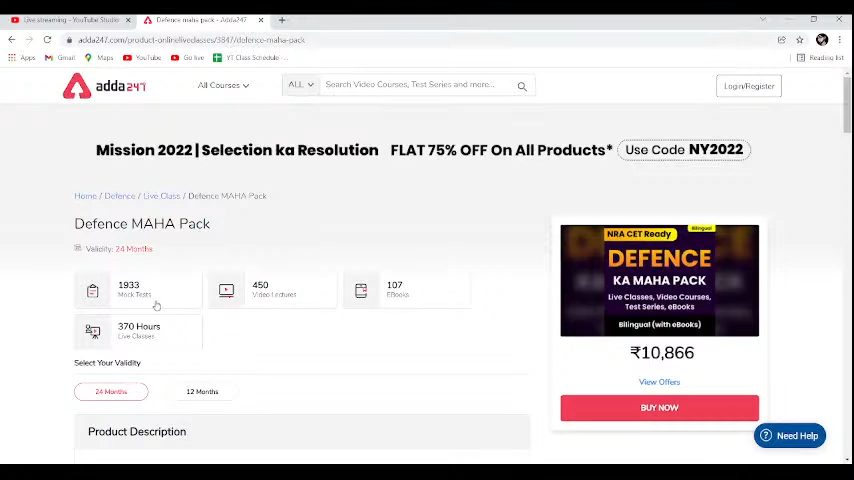 Live streaming - YouTube Studio
Defence maha pack - Adda247
adda247.com/product-onlineliveclasses/3847/defence-maha-pack
Apps Gmail Maps YouTube Go live YT Class Schedule - ... Reading list
adda247
All Courses
ALL
Search Video Courses, Test Series and more...
Login/Register
Mission 2022 | Selection ka Resolution FLAT 75% OFF On All Products* Use Code NY2022
Home / Defence / Live Class / Defence MAHA Pack
Defence MAHA Pack
Validity: 24 Months
1933
Mock Tests
450
Video Lectures
107
EBooks
370 Hours
Live Classes
Select Your Validity
24 Months
12 Months
Product Description
NRA CET Ready
Bilingual
DEFENCE
KA MAHA PACK
Live Classes, Video Courses,
Test Series, eBooks
Bilingual (with eBooks)
₹10,866
View Offers
BUY NOW
Need Help